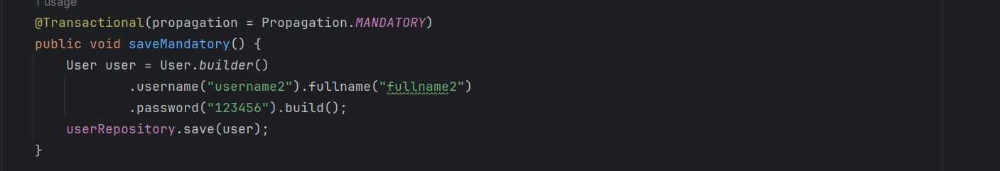 1 usage
@Transactional(propagation = Propagation.MANDATORY)
public void saveMandatory() {
User user = User.builder()
.username("username2").fullname("fullname2")
.password("123456").build();
userRepository.save(user);
}